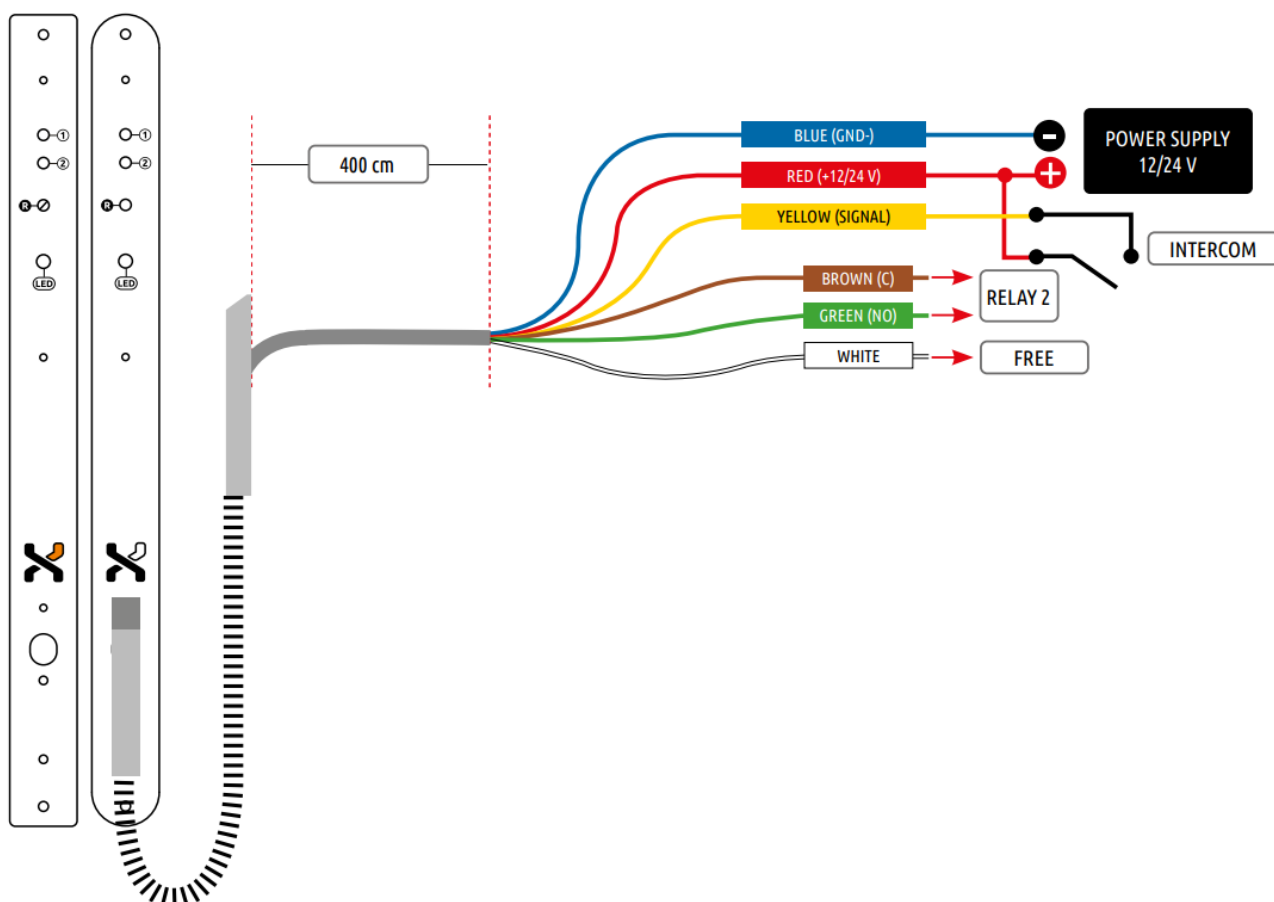 1
1
2
2
R
R
LED
LED
400 cm
BLUE (GND-)
RED (+12/24 V)
YELLOW (SIGNAL)
BROWN (C)
GREEN (NO)
WHITE
-
+
POWER SUPPLY
12/24 V
INTERCOM
RELAY 2
FREE